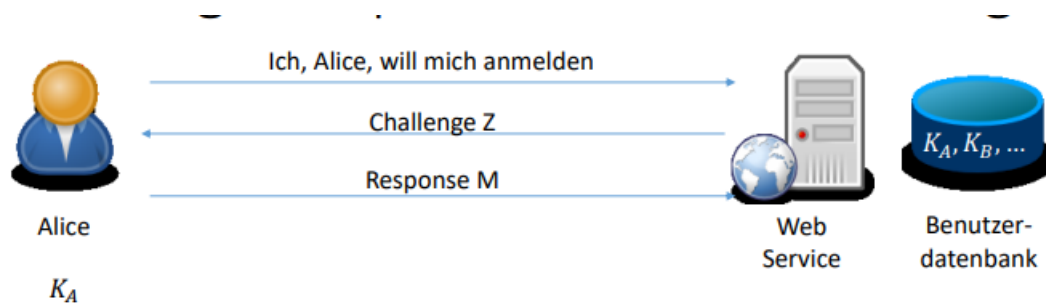 Ich, Alice, will mich anmelden
Challenge Z
Response M
K_A, K_B, ...
Alice
Web
Service
Benutzer-
datenbank
K_A